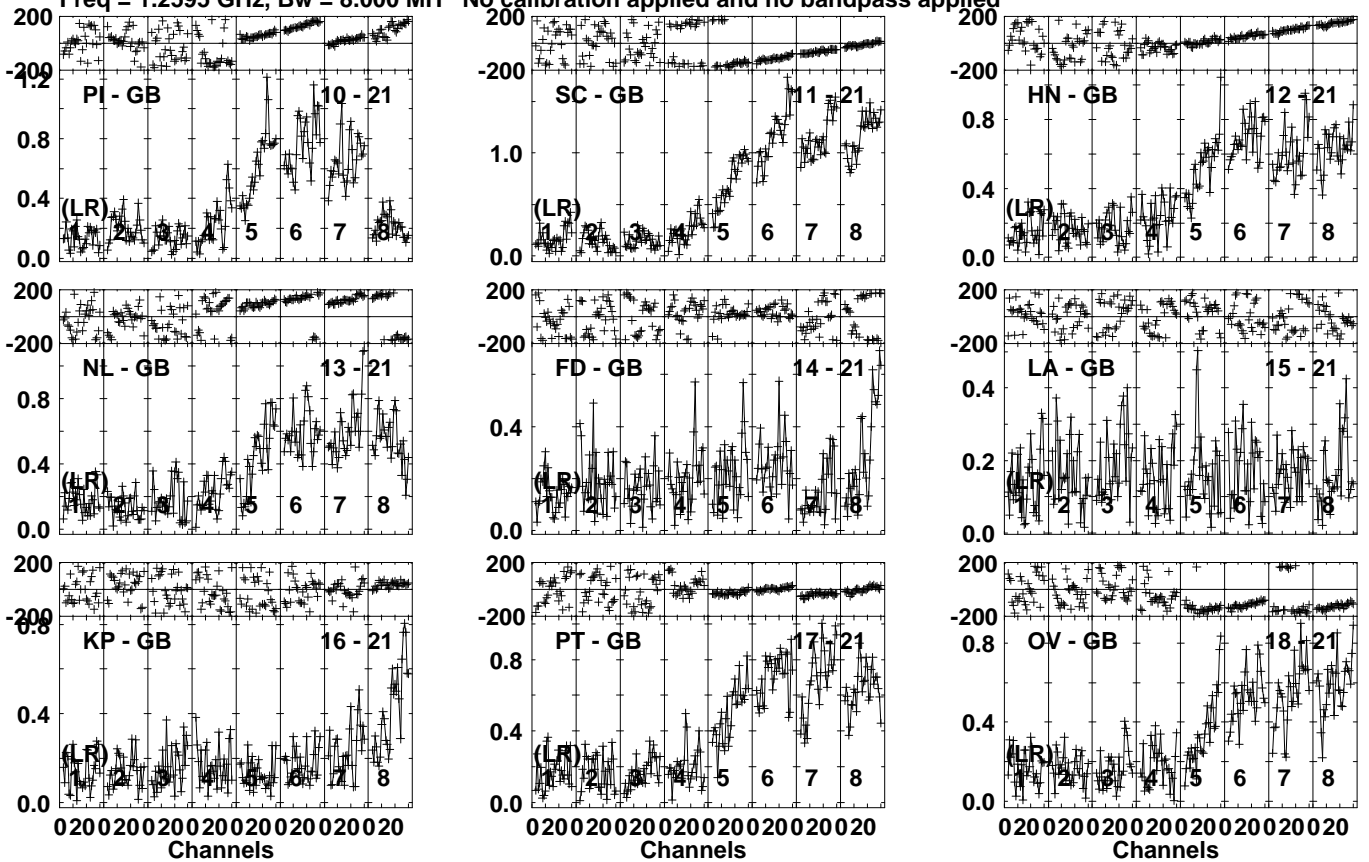 Freq = 1.2595 GHz, Bw = 8.000 MH No calibration applied and no bandpass applied
200 200 200
-200 -200 -200
1.2
PI - GB 10 - 21 SC - GB 11 - 21 HN - GB 12 - 21
0.8 1.0 0.8
0.4 0.4
(LR) (LR) (LR)
1 2 3 4 5 6 7 8 1 2 3 4 5 6 7 8 1 2 3 4 5 6 7 8
0.0 0.0 0.0
200 200 200
-200 -200 -200
NL - GB 13 - 21 FD - GB 14 - 21 LA - GB 15 - 21
0.8 0.4 0.4
0.4 0.2
(LR) (LR) (LR)
1 2 3 4 5 6 7 8 1 2 3 4 5 6 7 8 1 2 3 4 5 6 7 8
0.0 0.0 0.0
200 200 200
-200 -200 -200
0.8
KP - GB 16 - 21 PT - GB 17 - 21 OV - GB 18 - 21
0.4 0.8 0.8
0.4 0.4
(LR) (LR) (LR)
1 2 3 4 5 6 7 8 1 2 3 4 5 6 7 8 1 2 3 4 5 6 7 8
0.0 0.0 0.0
0 20 0 20 0 20 0 20 0 20 0 20 0 20 0 20 0 20 0 20 0 20 0 20 0 20 0 20 0 20 0 20 0 20 0 20 0 20 0 20 0 20 0 20 0 20 0 20
Channels Channels Channels